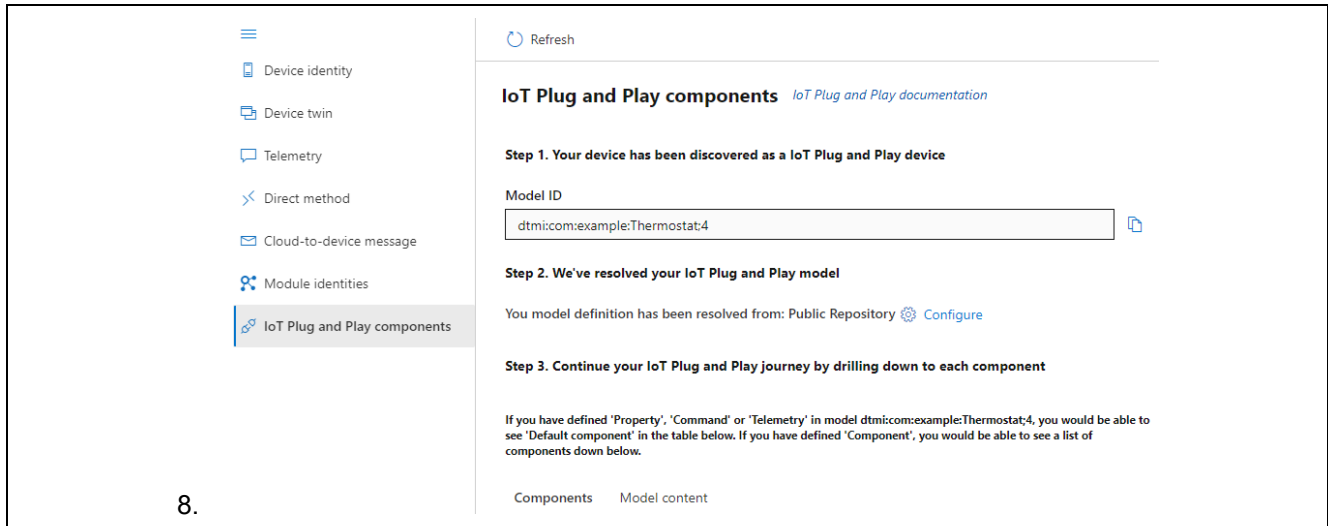 Refresh
Device identity
IoT Plug and Play components IoT Plug and Play documentation
Device twin
Telemetry
Step 1. Your device has been discovered as a IoT Plug and Play device
Direct method
Model ID
dtmi:com:example:Thermostat;4
Cloud-to-device message
Step 2. We've resolved your IoT Plug and Play model
Module identities
You model definition has been resolved from: Public Repository Configure
IoT Plug and Play components
Step 3. Continue your IoT Plug and Play journey by drilling down to each component
If you have defined 'Property', 'Command' or 'Telemetry' in model dtmi:com:example:Thermostat;4, you would be able to
see 'Default component' in the table below. If you have defined 'Component', you would be able to see a list of
components down below.
Components Model content
8.